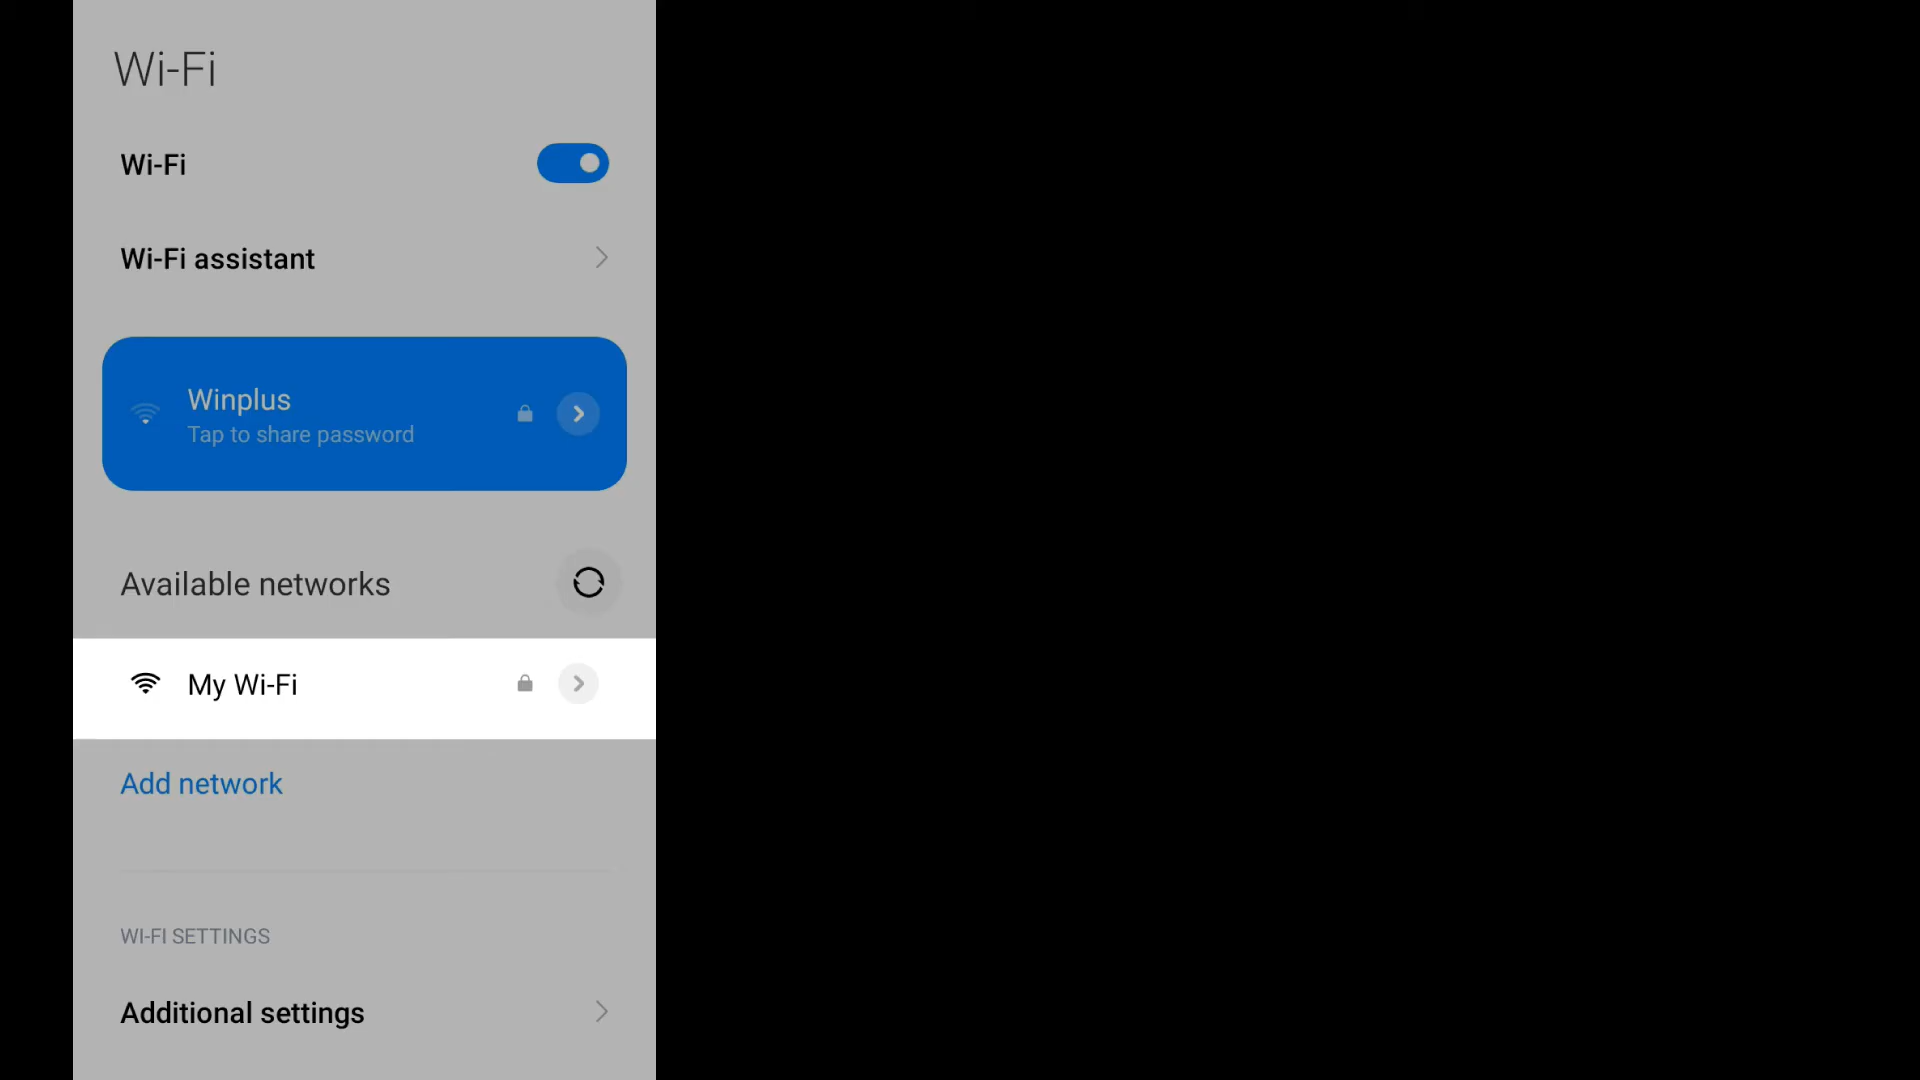 Wi-Fi
Wi-Fi
Wi-Fi assistant
Winplus
Tap to share password
Available networks
My Wi-Fi
Add network
WI-FI SETTINGS
Additional settings